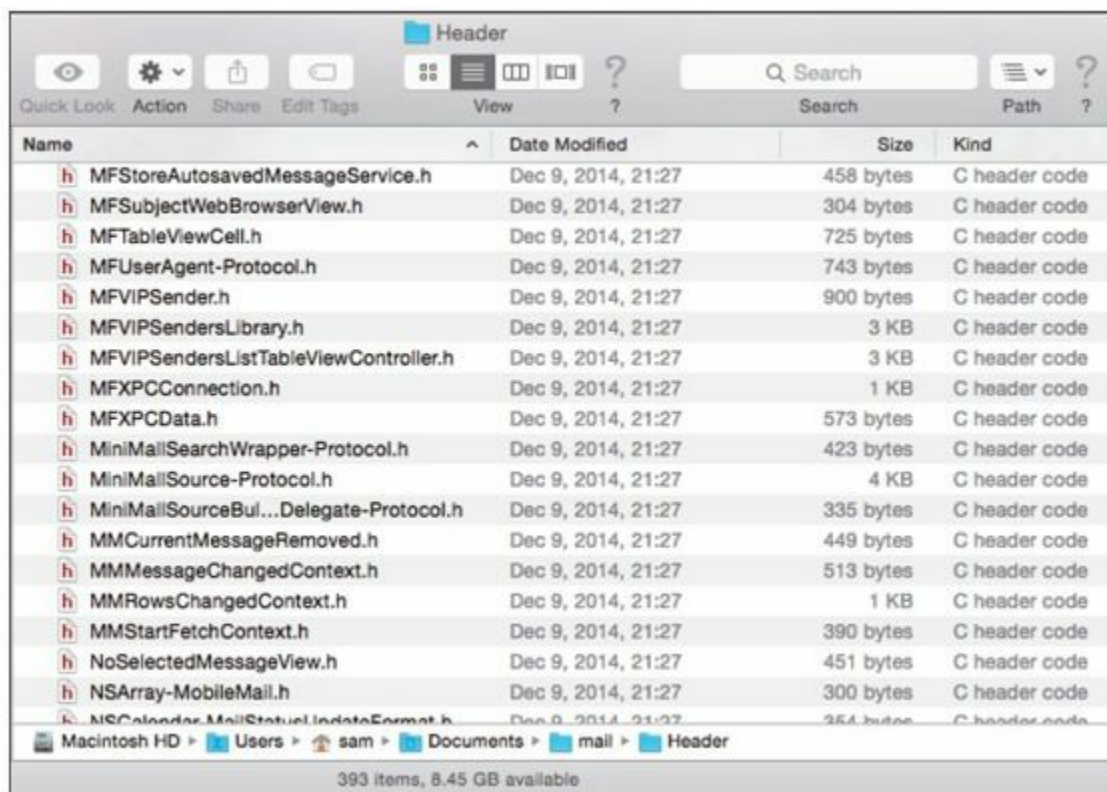 Header
Quick Look Action Share Edit Tags View ? Search Search Path ?
Name Date Modified Size Kind
MFStoreAutosavedMessageService.h Dec 9, 2014, 21:27 458 bytes C header code
MFSubjectWebBrowserView.h Dec 9, 2014, 21:27 304 bytes C header code
MFTableViewCell.h Dec 9, 2014, 21:27 725 bytes C header code
MFUserAgent-Protocol.h Dec 9, 2014, 21:27 743 bytes C header code
MFVIPSender.h Dec 9, 2014, 21:27 900 bytes C header code
MFVIPSendersLibrary.h Dec 9, 2014, 21:27 3 KB C header code
MFVIPSendersListTableViewController.h Dec 9, 2014, 21:27 3 KB C header code
MFXPCConnection.h Dec 9, 2014, 21:27 1 KB C header code
MFXPCData.h Dec 9, 2014, 21:27 573 bytes C header code
MiniMailSearchWrapper-Protocol.h Dec 9, 2014, 21:27 423 bytes C header code
MiniMailSource-Protocol.h Dec 9, 2014, 21:27 4 KB C header code
MiniMailSourceBul...Delegate-Protocol.h Dec 9, 2014, 21:27 335 bytes C header code
MMCurrentMessageRemoved.h Dec 9, 2014, 21:27 449 bytes C header code
MMMessageChangedContext.h Dec 9, 2014, 21:27 513 bytes C header code
MMRowsChangedContext.h Dec 9, 2014, 21:27 1 KB C header code
MMStartFetchContext.h Dec 9, 2014, 21:27 390 bytes C header code
NoSelectedMessageView.h Dec 9, 2014, 21:27 451 bytes C header code
NSArray-MobileMail.h Dec 9, 2014, 21:27 300 bytes C header code
NSCalendar-MailStatusUpdateFormat.h Dec 9, 2014, 21:27 354 bytes C header code
Macintosh HD Users sam Documents mail Header
393 items, 8.45 GB available